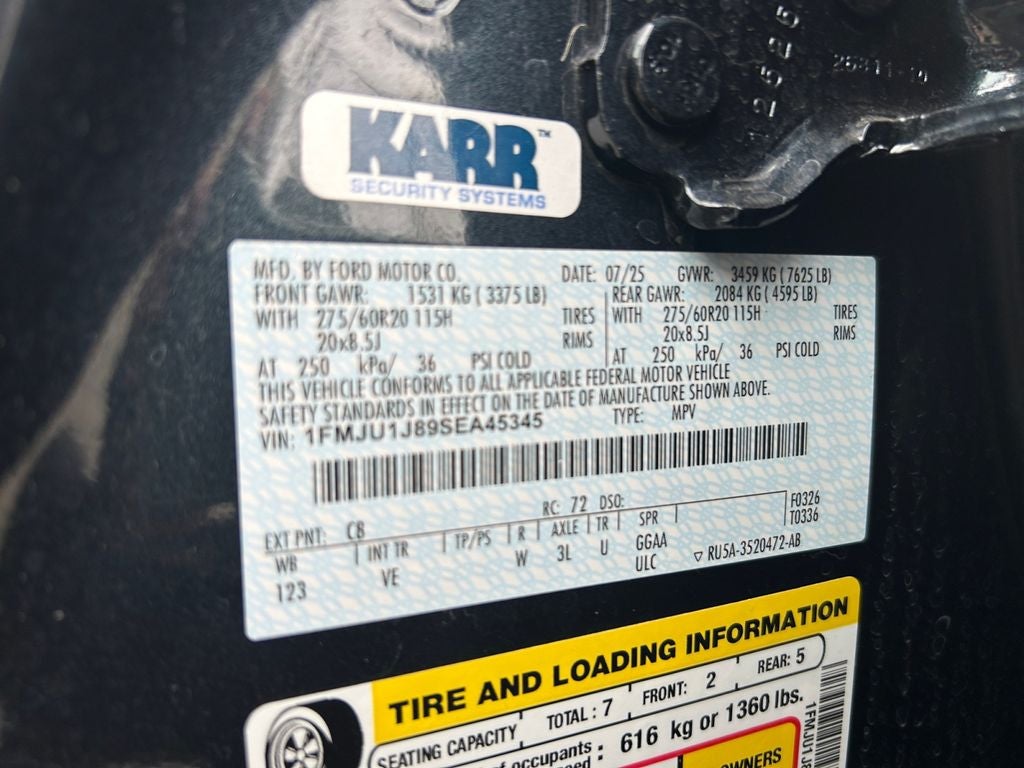 KARR™
SECURITY SYSTEMS
12525
MFD. BY FORD MOTOR CO. DATE: 07/25 GVWR: 3459 KG ( 7625 LB)
FRONT GAWR: 1531 KG ( 3375 LB) REAR GAWR: 2084 KG ( 4595 LB)
WITH 275/60R20 115H TIRES WITH 275/60R20 115H TIRES
20x8.5J RIMS 20x8.5J RIMS
AT 250 kPa/ 36 PSI COLD AT 250 kPa/ 36 PSI COLD
THIS VEHICLE CONFORMS TO ALL APPLICABLE FEDERAL MOTOR VEHICLE
SAFETY STANDARDS IN EFFECT ON THE DATE OF MANUFACTURE SHOWN ABOVE.
VIN: 1FMJU1J89SEA45345 TYPE: MPV
EXT PNT: C8 RC: 72 DSO: F0326
T0336
WB INT TR TP/PS R AXLE TR SPR
123 VE W 3L U GGAA
ULC ▽ RU5A-3520472-AB
TIRE AND LOADING INFORMATION
SEATING CAPACITY TOTAL : 7 FRONT: 2 REAR: 5
occupants : 616 kg or 1360 lbs.
OWNERS
1FMJU1J8